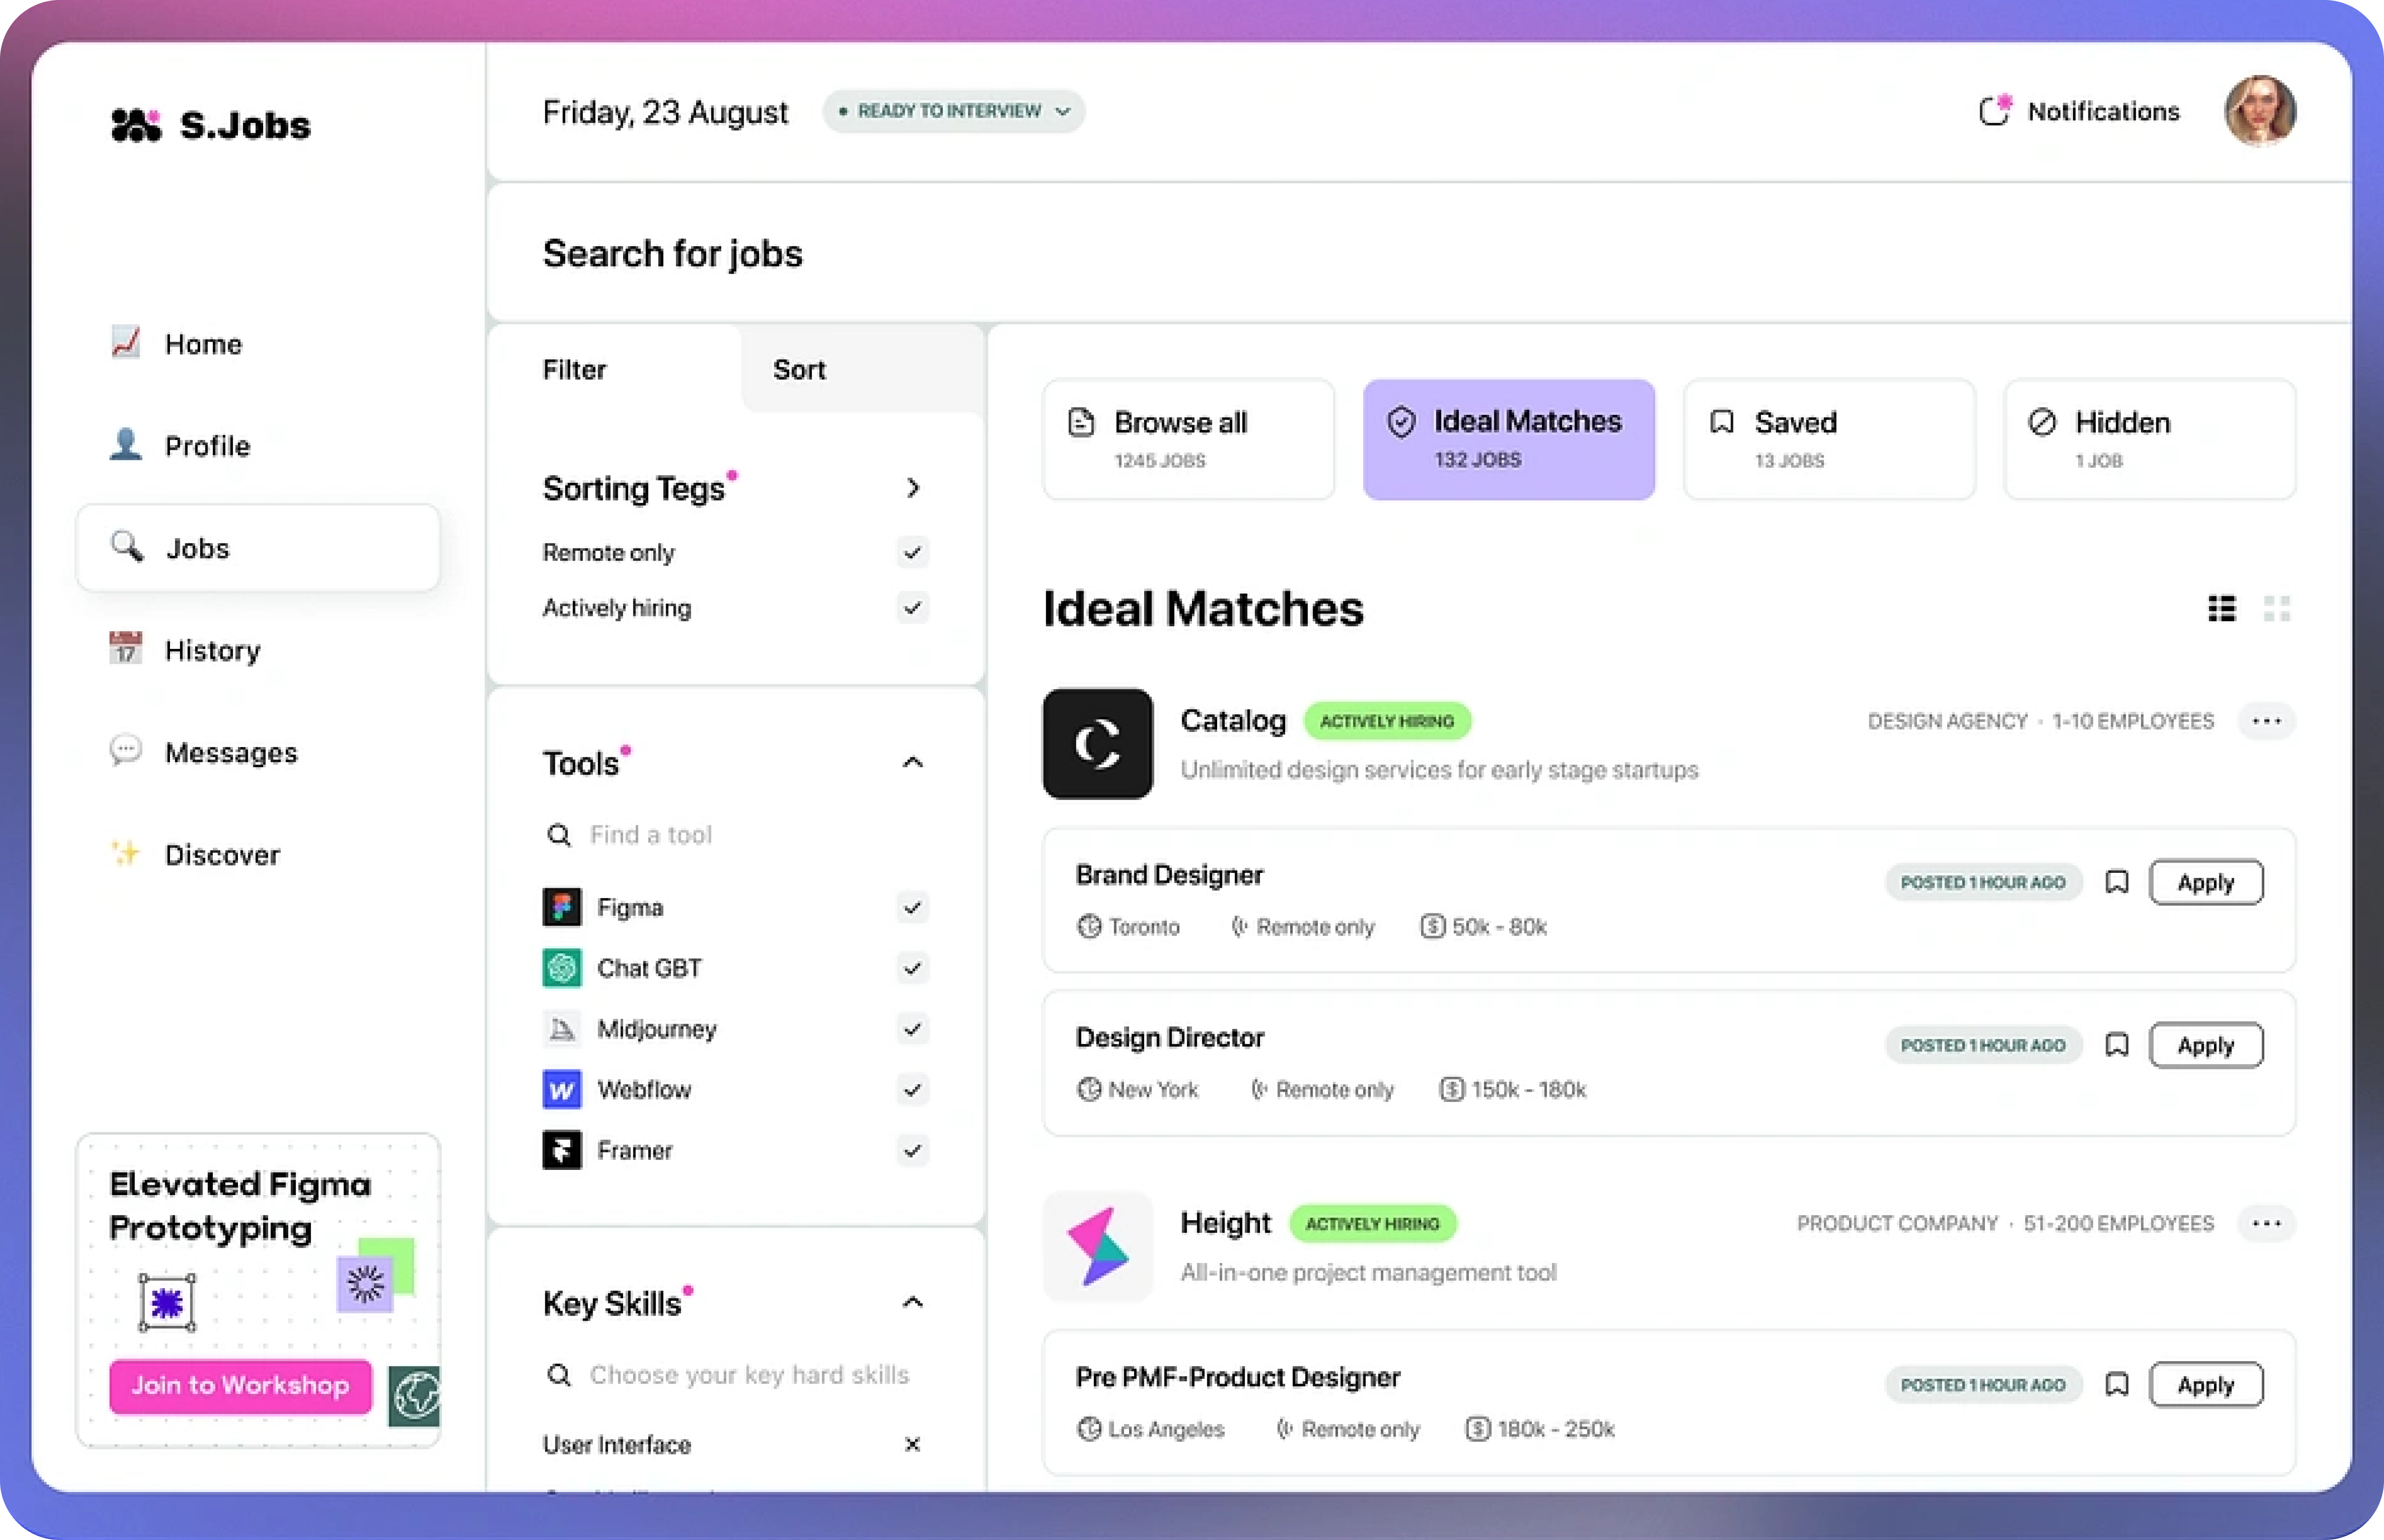 S.Jobs
Home
Profile
Jobs
17
History
Messages
Discover
Elevated Figma
Prototyping
Join to Workshop
Friday, 23 August
READY TO INTERVIEW
Notifications
Search for jobs
Filter
Sort
Sorting Tegs
Remote only
Actively hiring
Tools
Find a tool
Figma
Chat GBT
Midjourney
Webflow
Framer
Key Skills
Choose your key hard skills
User Interface
Browse all
1245 JOBS
Ideal Matches
132 JOBS
Saved
13 JOBS
Hidden
1 JOB
Ideal Matches
Catalog ACTIVELY HIRING
DESIGN AGENCY · 1-10 EMPLOYEES
Unlimited design services for early stage startups
Brand Designer
POSTED 1 HOUR AGO
Apply
Toronto Remote only $ 50k - 80k
Design Director
POSTED 1 HOUR AGO
Apply
New York Remote only $ 150k - 180k
Height ACTIVELY HIRING
PRODUCT COMPANY · 51-200 EMPLOYEES
All-in-one project management tool
Pre PMF-Product Designer
POSTED 1 HOUR AGO
Apply
Los Angeles Remote only $ 180k - 250k